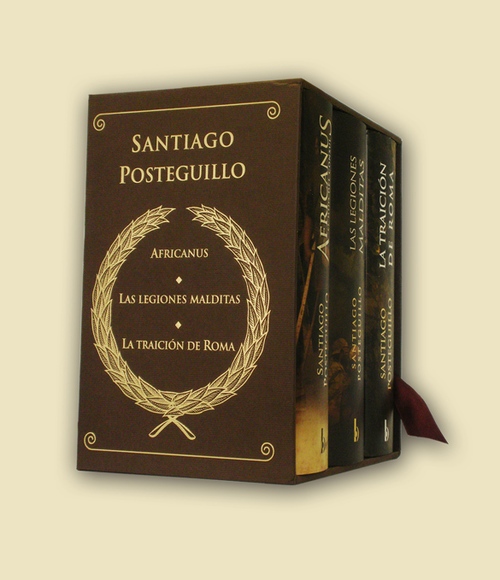 SANTIAGO
POSTEGUILLO
AFRICANUS
LAS LEGIONES MALDITAS
LA TRAICIÓN DE ROMA
AFRICANUS
SANTIAGO
POSTEGUILLO
LAS LEGIONES
MALDITAS
SANTIAGO
POSTEGUILLO
LA TRAICIÓN
DE ROMA
SANTIAGO
POSTEGUILLO